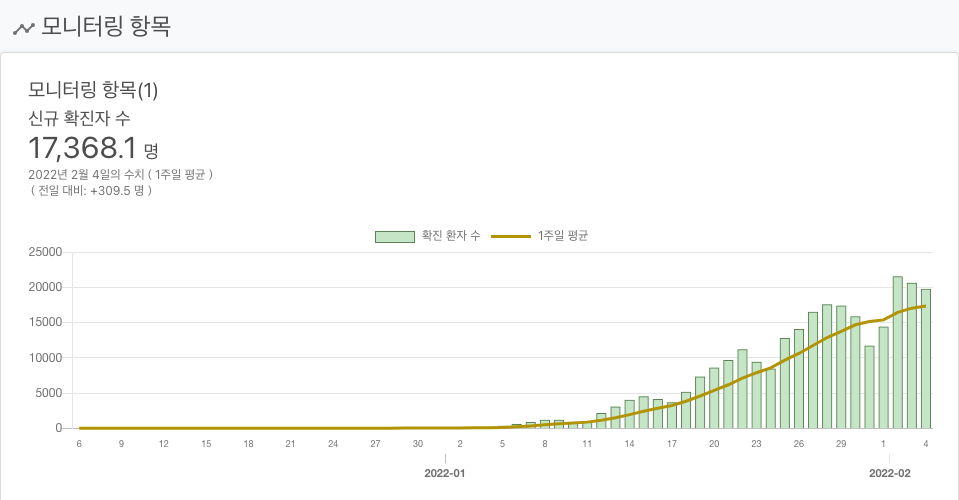 모니터링 항목
모니터링 항목(1)
신규 확진자 수
17,368.1 명
2022년 2월 4일의 수치 ( 1주일 평균 )
( 전일 대비: +309.5 명 )
확진 환자 수 1주일 평균
25000
20000
15000
10000
5000
0
6 9 12 15 18 21 24 27 30 2 5 8 11 14 17 20 23 26 29 1 4
2022-01 2022-02